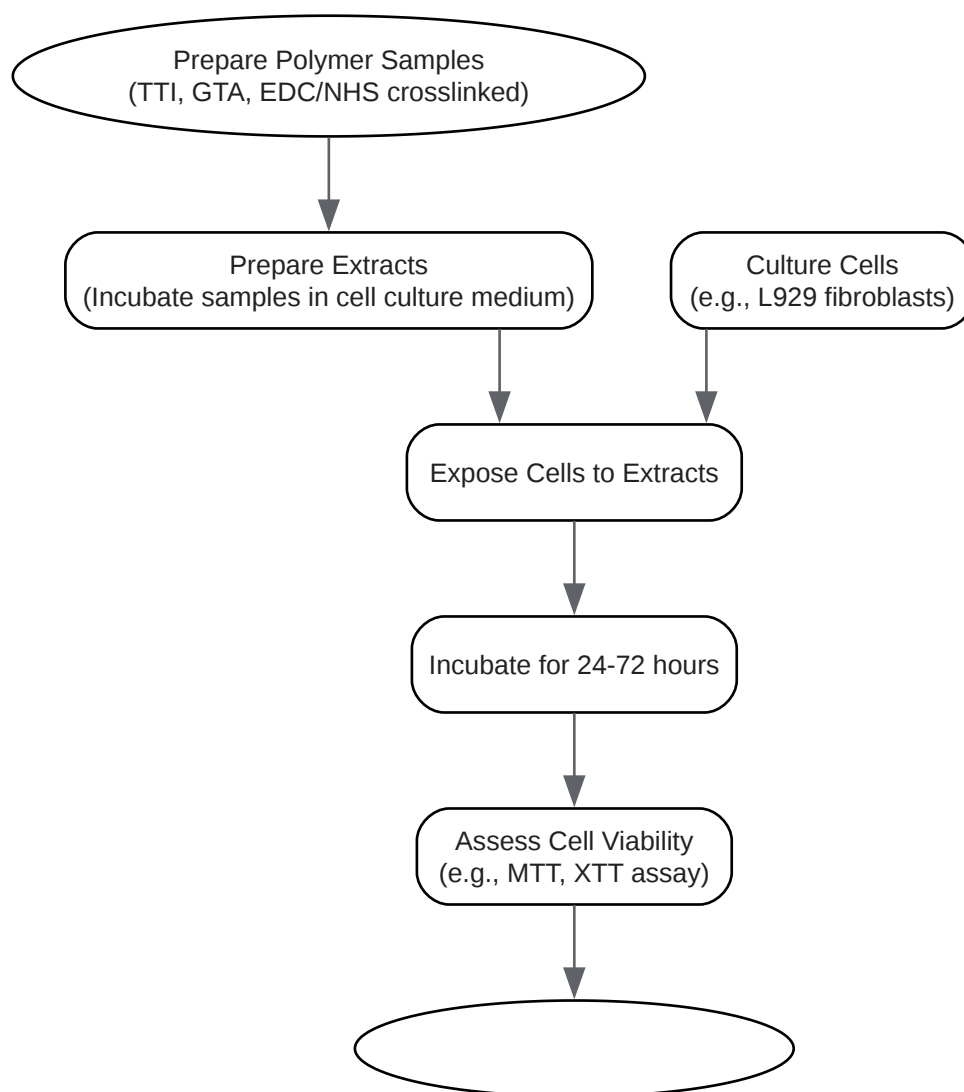 Prepare Polymer Samples
(TTI, GTA, EDC/NHS crosslinked)
Prepare Extracts
(Incubate samples in cell culture medium)
Culture Cells
(e.g., L929 fibroblasts)
Expose Cells to Extracts
Incubate for 24-72 hours
Assess Cell Viability
(e.g., MTT, XTT assay)